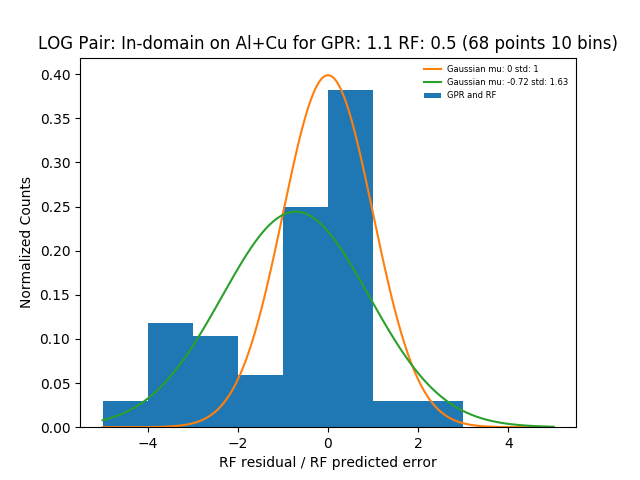 LOG Pair: In-domain on Al+Cu for GPR: 1.1 RF: 0.5 (68 points 10 bins)
Gaussian mu: 0 std: 1
Gaussian mu: -0.72 std: 1.63
GPR and RF
Normalized Counts
0.40
0.35
0.30
0.25
0.20
0.15
0.10
0.05
0.00
−4
−2
0
2
4
RF residual / RF predicted error